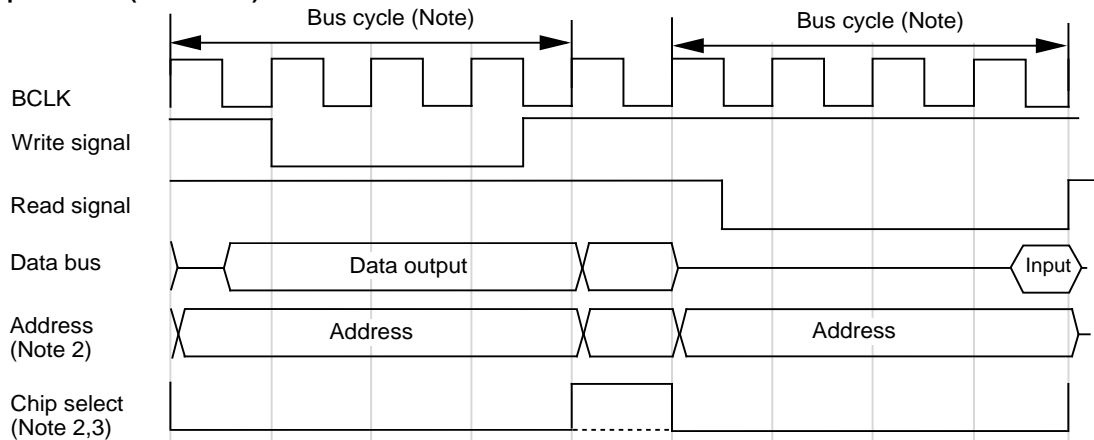 Bus cycle (Note)
Bus cycle (Note)
BCLK
Write signal
Read signal
Data bus
Data output
Input
Address
(Note 2)
Address
Address
Chip select
(Note 2,3)